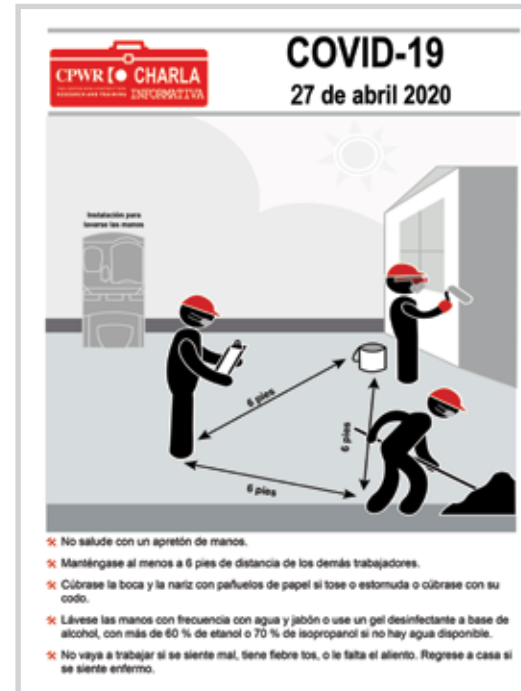 COVID-19
27 de abril 2020
CPWR CHARLA
RESEARCH AND TRAINING INFORMATIVA
Instalación para
lavarse las manos
6 pies
6 pies
6 pies
No salude con un apretón de manos.
Manténgase al menos a 6 pies de distancia de los demás trabajadores.
Cúbrase la boca y la nariz con pañuelos de papel si tose o estornuda o cúbrase con su
codo.
Lávese las manos con frecuencia con agua y jabón o use un gel desinfectante a base de
alcohol, con más de 60 % de etanol o 70 % de isopropanol si no hay agua disponible.
No vaya a trabajar si se siente mal, tiene fiebre tos, o le falta el aliento. Regrese a casa si
se siente enfermo.